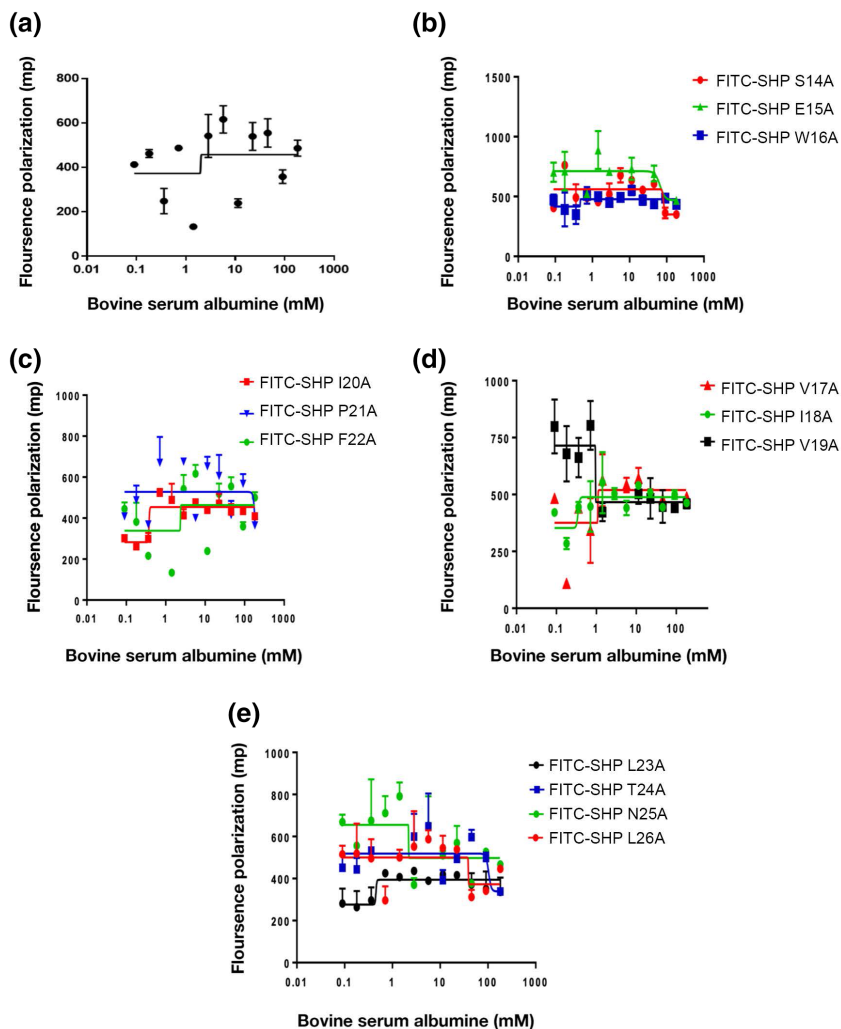 (a)
Floursence polarization (mp)
800
600
400
200
0
0.01 0.1 1 10 100 1000
Bovine serum albumine (mM)
(b)
Floursence polarization (mp)
1500
1000
500
0
0.01 0.1 1 10 100 1000
Bovine serum albumine (mM)
FITC-SHP S14A
FITC-SHP E15A
FITC-SHP W16A
(c)
Floursence polarization (mp)
1000
800
600
400
200
0
0.01 0.1 1 10 100 1000
Bovine serum albumine (mM)
FITC-SHP I20A
FITC-SHP P21A
FITC-SHP F22A
(d)
Floursence polarization (mp)
1000
750
500
250
0
0.01 0.1 1 10 100
Bovine serum albumine (mM)
FITC-SHP V17A
FITC-SHP I18A
FITC-SHP V19A
(e)
Floursence polarization (mp)
1000
800
600
400
200
0
0.01 0.1 1 10 100 1000
Bovine serum albumine (mM)
FITC-SHP L23A
FITC-SHP T24A
FITC-SHP N25A
FITC-SHP L26A